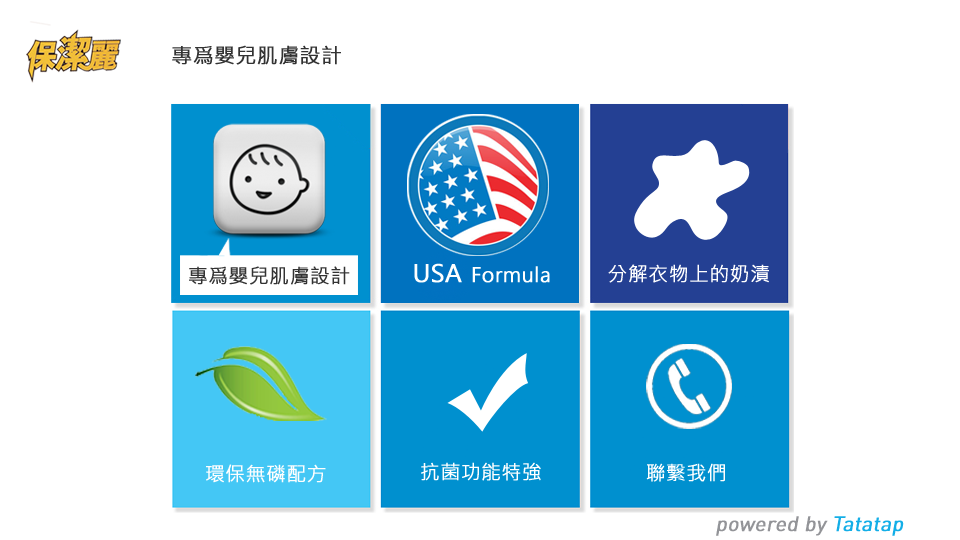 保潔麗
專爲嬰兒肌膚設計
專爲嬰兒肌膚設計
USA Formula
分解衣物上的奶漬
環保無磷配方
抗菌功能特強
聯繫我們
powered by Tatatap